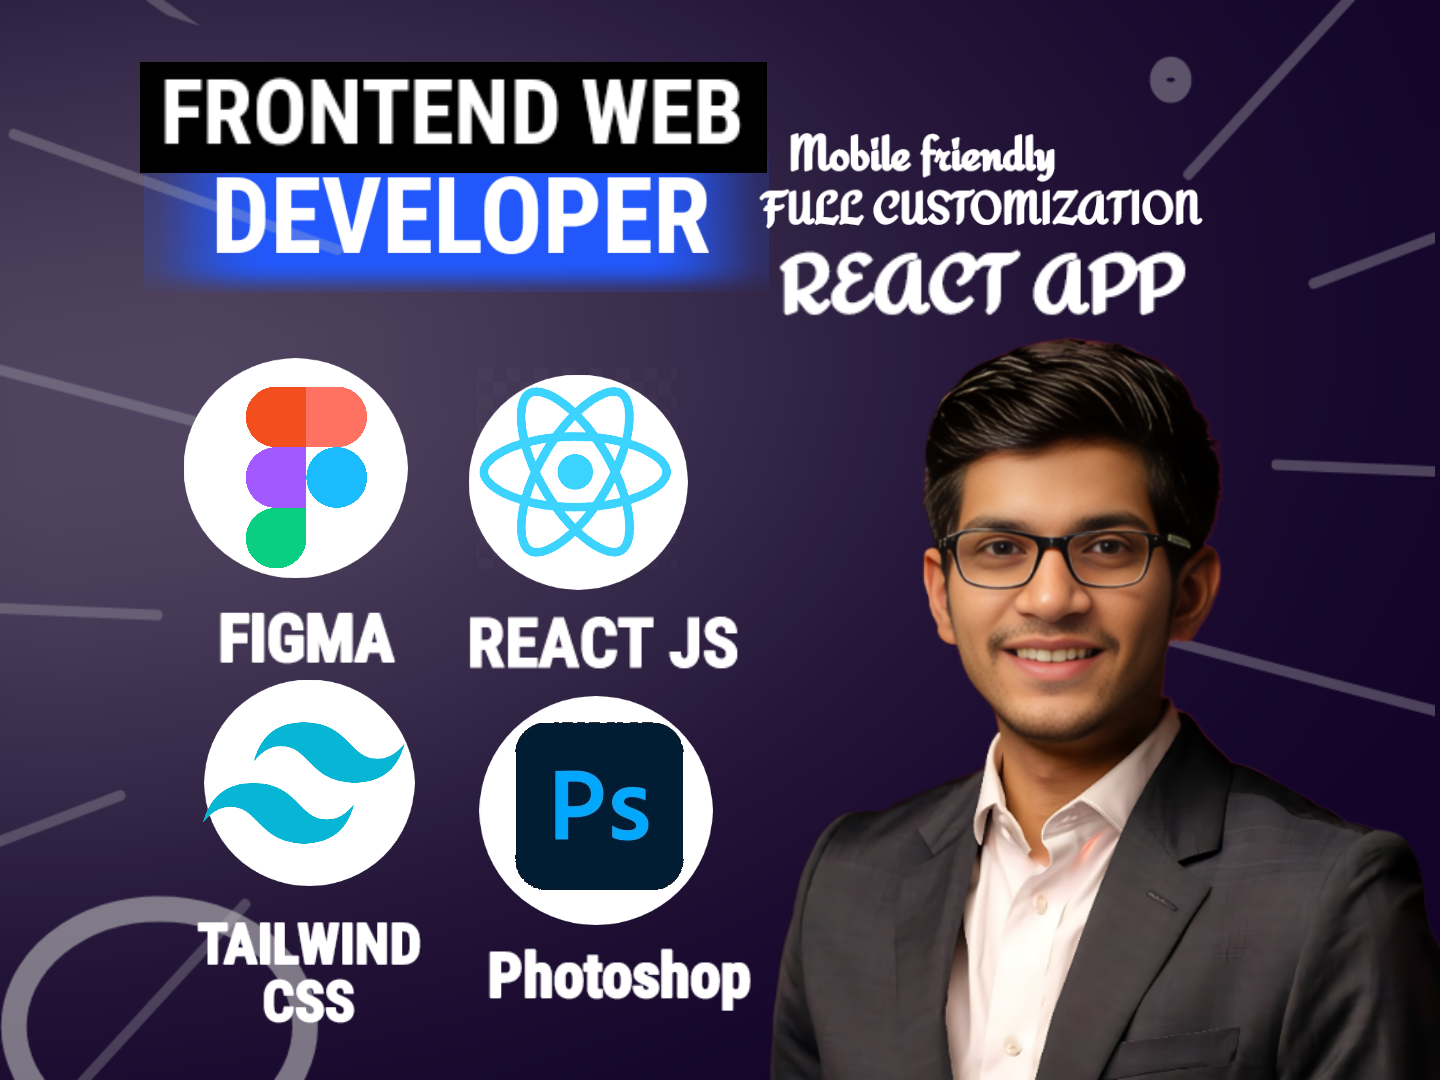 FRONTEND WEB
DEVELOPER
Mobile friendly
FULL CUSTOMIZATION
REACT APP
FIGMA
REACT JS
Ps
TAILWIND
CSS
Photoshop